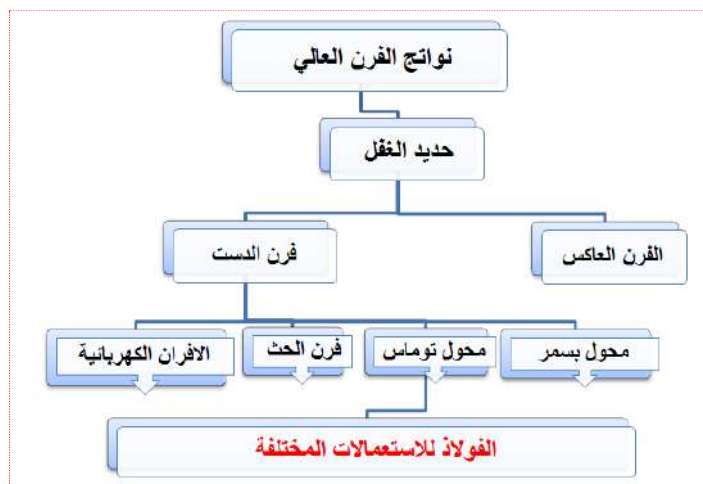 نواتج الفرن العالي
حديد الغفل
الفرن العاكس
فرن الدست
محول بسمر
محول توماس
فرن الحث
الافران الكهربائية
الفولاذ للاستعمالات المختلفة